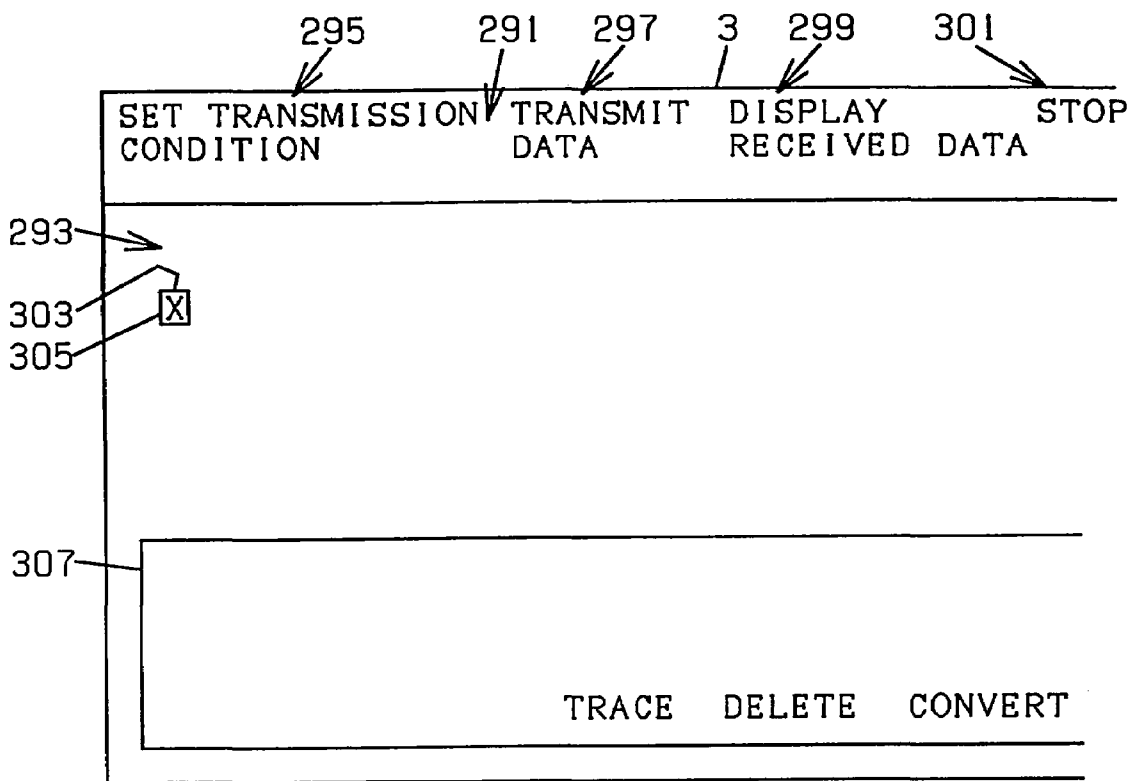 295 291 297 3 299 301
SET TRANSMISSION TRANSMIT DISPLAY STOP
CONDITION DATA RECEIVED DATA
293
303 X
305
307
TRACE DELETE CONVERT